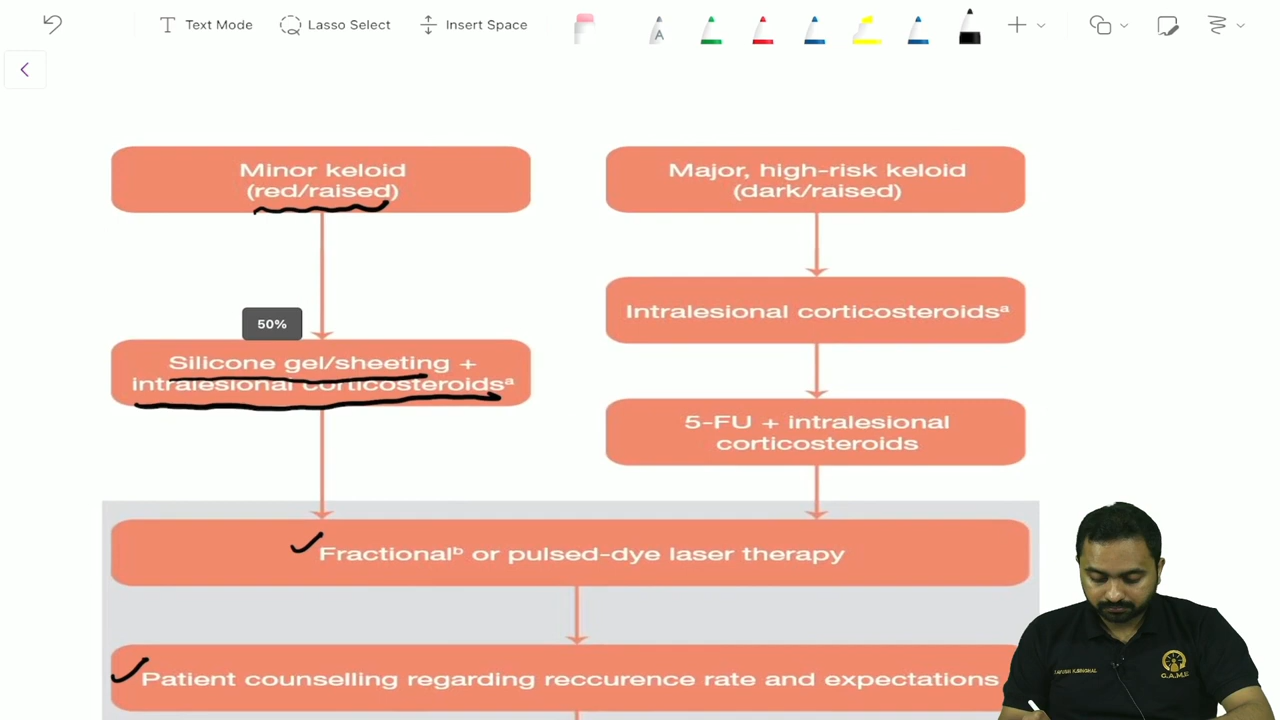 Text Mode
Lasso Select
Insert Space
A
Minor keloid
(red/raised)
Major, high-risk keloid
(dark/raised)
50%
Silicone gel/sheeting +
intralesional corticosteroidsᵃ
Intralesional corticosteroidsᵃ
5-FU + intralesional
corticosteroids
Fractionalᵇ or pulsed-dye laser therapy
Patient counselling regarding reccurence rate and expectations